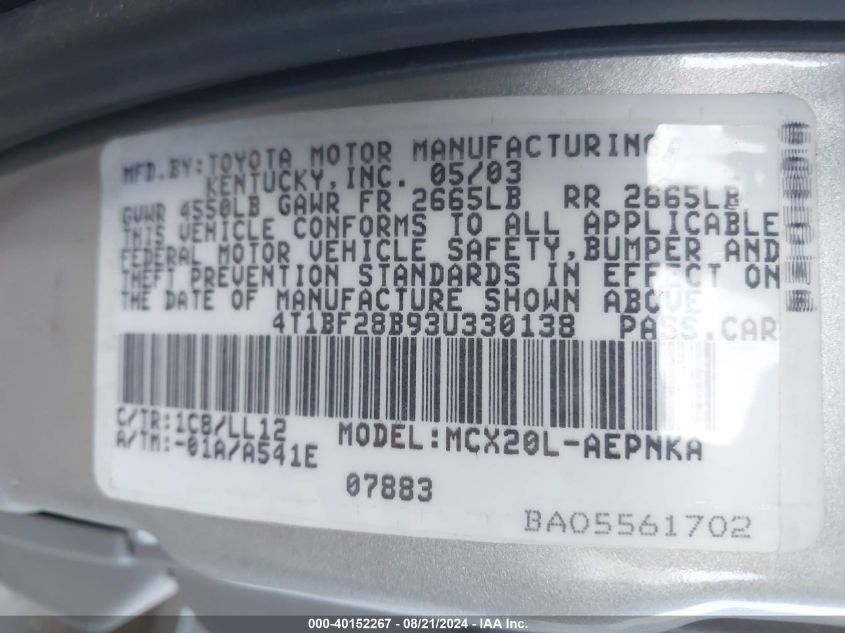 MFD.BY:TOYOTA MOTOR MANUFACTURING
KENTUCKY,INC. 05/03
GVWR 4550LB GAWR FR 2665LB RR 2665LB
THIS VEHICLE CONFORMS TO ALL APPLICABLE
FEDERAL MOTOR VEHICLE SAFETY,BUMPER AND
THEFT PREVENTION STANDARDS IN EFFECT ON
THE DATE OF MANUFACTURE SHOWN ABOVE.
4T1BF28B93U330138 PASS.CAR
C/TR:1C8/LL12
A/TM:-01A/A541E
MODEL:MCX20L-AEPNKA
07883
BA05561702
000-40152267 - 08/21/2024 - IAA Inc.